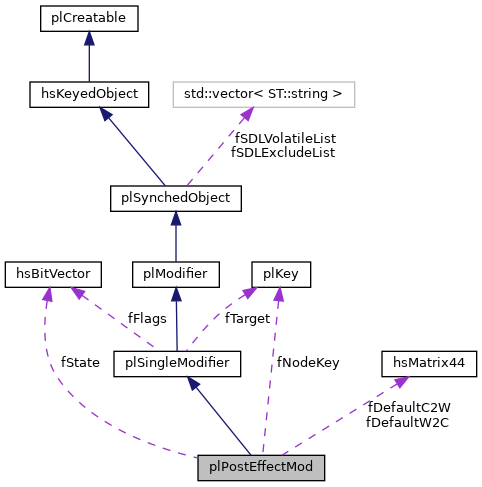 plCreatable
hsKeyedObject
std::vector< ST::string >
fSDLVolatileList
fSDLExcludeList
plSynchedObject
hsBitVector
plModifier
plKey
fFlags
fTarget
fState
plSingleModifier
fNodeKey
hsMatrix44
fDefaultC2W
fDefaultW2C
plPostEffectMod